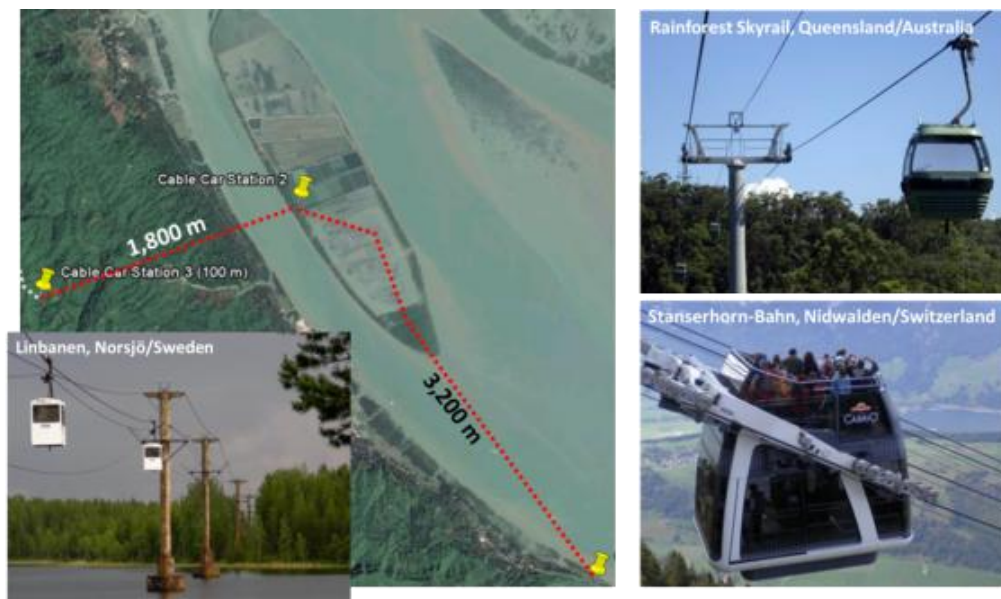 Cable Car Station 2
1,800 m
Cable Car Station 3 (100 m)
3,200 m
Linbanen, Norsjö/Sweden
Rainforest Skyrail, Queensland/Australia
Stanserhorn-Bahn, Nidwalden/Switzerland
CABRIO